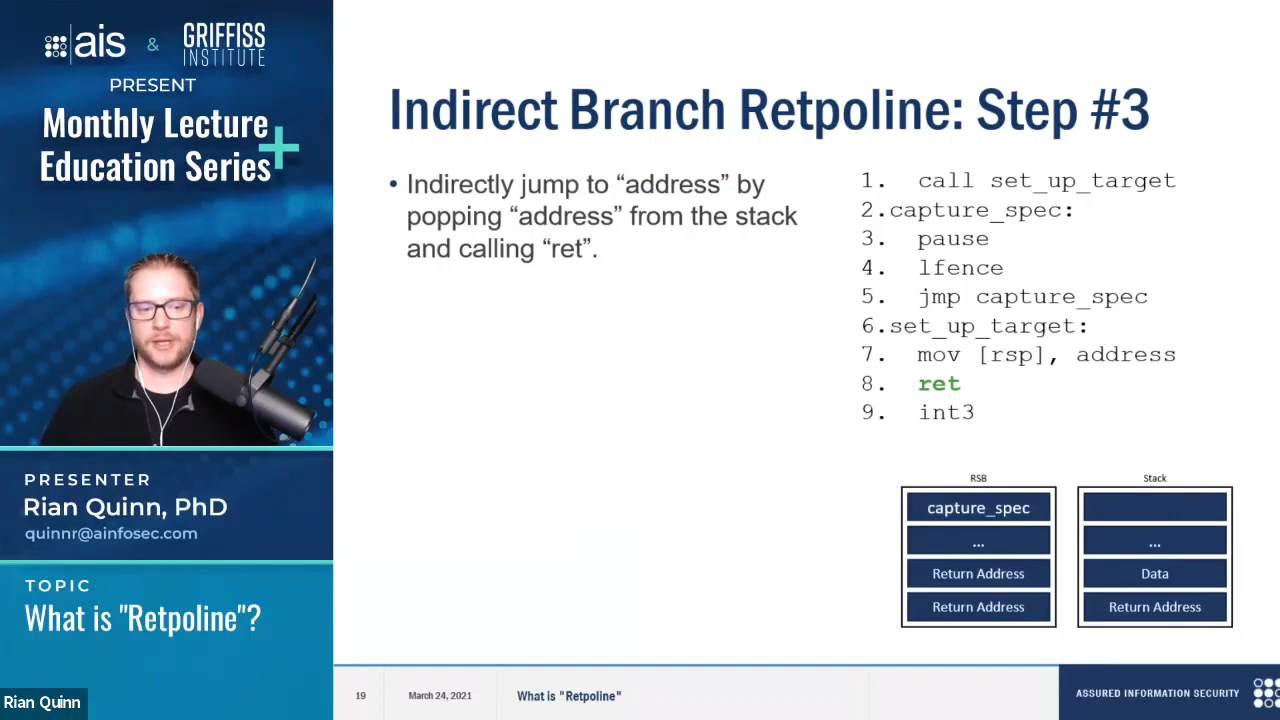 ais & GRIFFISS INSTITUTE
PRESENT
Monthly Lecture
Education Series+
PRESENTER
Rian Quinn, PhD
quinnr@ainfosec.com
TOPIC
What is "Retpoline"?
Rian Quinn
Indirect Branch Retpoline: Step #3
• Indirectly jump to “address” by
popping “address” from the stack
and calling “ret”.
1. call set_up_target
2.capture_spec:
3. pause
4. lfence
5. jmp capture_spec
6.set_up_target:
7. mov [rsp], address
8. ret
9. int3
RSB
capture_spec
...
Return Address
Return Address
Stack
...
Data
Return Address
19
March 24, 2021
What is "Retpoline"
ASSURED INFORMATION SECURITY